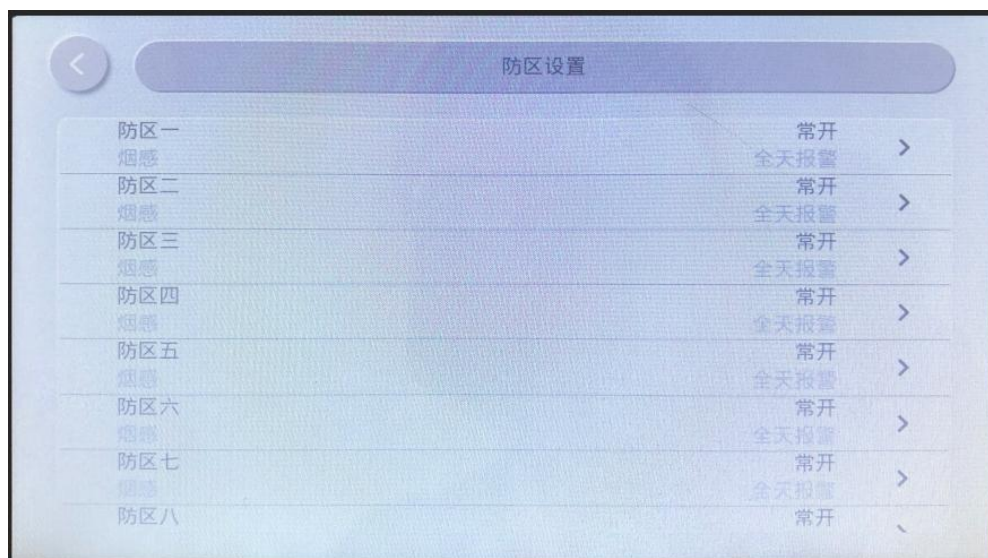 防区设置
防区一 常开
烟感 全天报警
防区二 常开
烟感 全天报警
防区三 常开
烟感 全天报警
防区四 常开
烟感 全天报警
防区五 常开
烟感 全天报警
防区六 常开
烟感 全天报警
防区七 常开
烟感 全天报警
防区八 常开